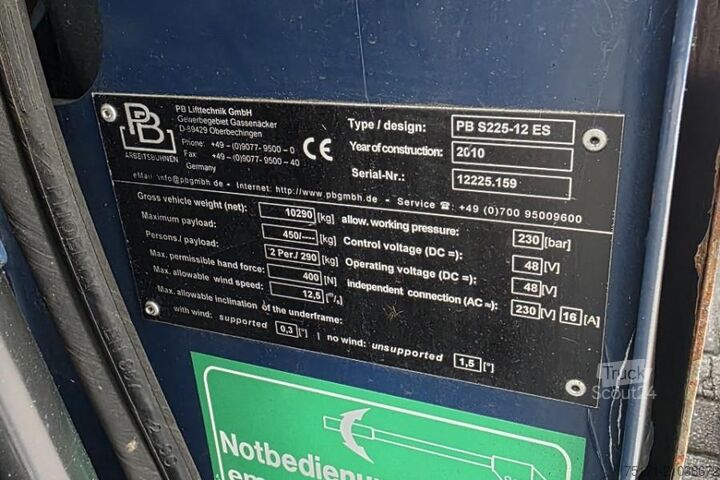 PB
ARBEITSBÜHNEN
PB Lifttechnik GmbH
Gewerbegebiet Gassenäcker
D-89429 Oberbechingen
Phone: +49 – (0)9077- 9500 – 0
Fax +49 – (0)9077- 9500 – 40
Germany
CE
Type / design: PB S225-12 ES
Year of construction: 2010
Serial-Nr.: 12225.159
eMail info@pbgmbh.de - Internet: http://www.pbgmbh.de - Service ☎: +49 (0)700 95009600
Gross vehicle weight (net): 10290 [kg] allow. working pressure: 230 [bar]
Maximum payload: 450/---- [kg] Control voltage (DC =): 48 [V]
Persons./ payload: 2 Per./ 290 [kg] Operating voltage (DC =): 48 [V]
Max. permissible hand force: 400 [N] independent connection (AC ≈): 230 [V] 16 [A]
Max. allowable wind speed: 12,5 [m/s]
Max. allowable inclination of the underframe:
with wind: supported 0,3 [°] | no wind: unsupported 1,5 [°]
Notbedienung
Truck
Scout24